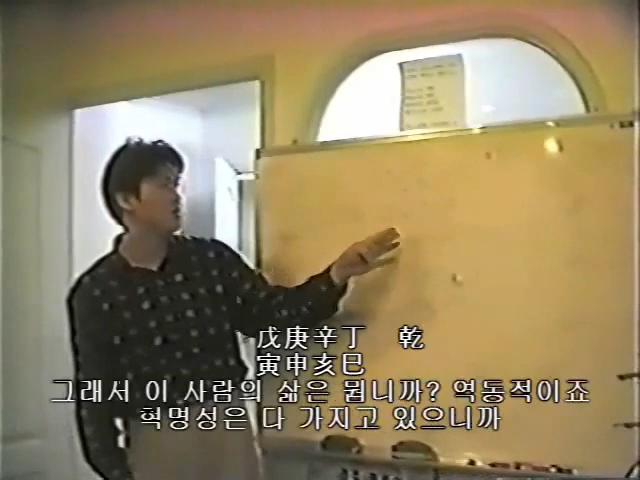 戊庚辛丁 乾
寅申亥巳
그래서 이 사람의 삶은 뭡니까? 역동적이죠
혁명성은 다 가지고 있으니까